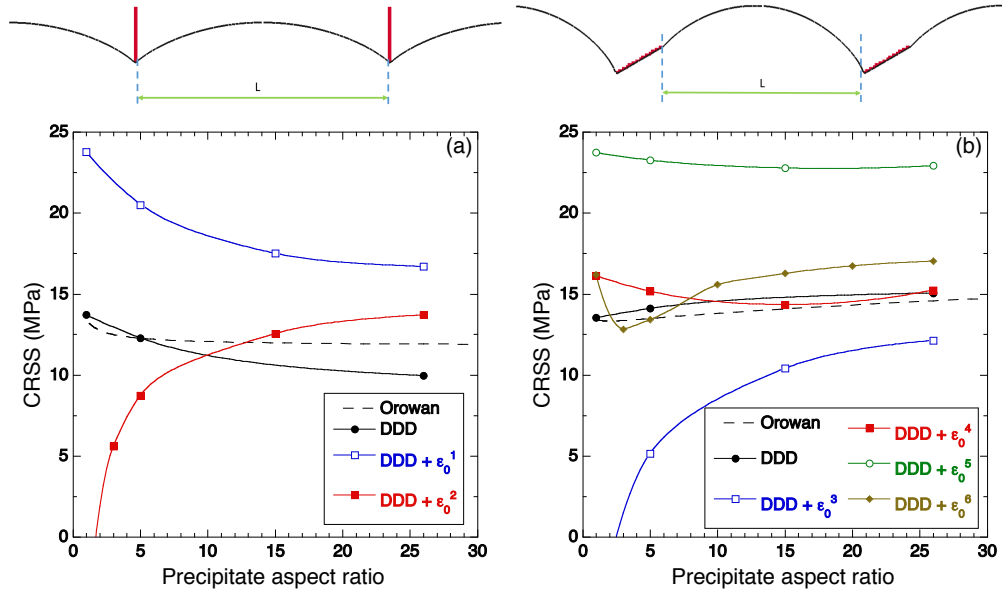 L
L
(a)
CRSS (MPa)
25
20
15
10
5
0
Orowan
DDD
DDD + ε₀¹
DDD + ε₀²
0 5 10 15 20 25 30
Precipitate aspect ratio
(b)
CRSS (MPa)
25
20
15
10
5
0
Orowan
DDD
DDD + ε₀³
DDD + ε₀⁴
DDD + ε₀⁵
DDD + ε₀⁶
0 5 10 15 20 25 30
Precipitate aspect ratio